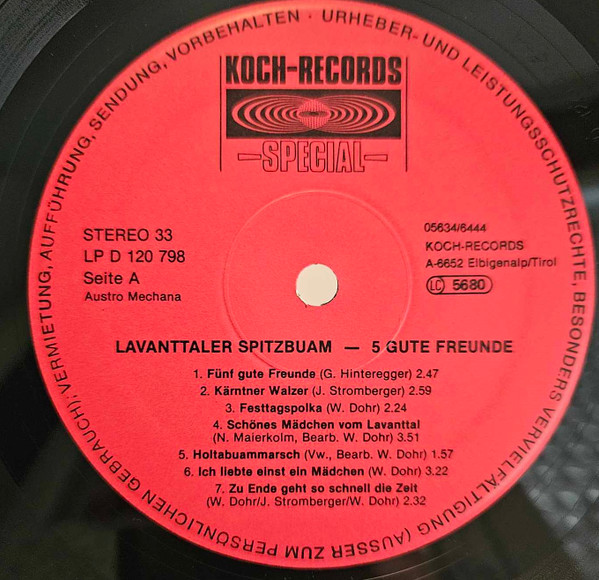 KOCH-RECORDS
SPECIAL
STEREO 33
LP D 120 798
Seite A
Austro Mechana
05634/6444
KOCH-RECORDS
A-6652 Elbigenalp/Tirol
LC 5680
LAVANTTALER SPITZBUAM — 5 GUTE FREUNDE
1. Fünf gute Freunde (G. Hinteregger) 2.47
2. Kärntner Walzer (J. Stromberger) 2.59
3. Festtagspolka (W. Dohr) 2.24
4. Schönes Mädchen vom Lavanttal
(N. Maierkolm, Bearb. W. Dohr) 3.51
5. Holtabuammarsch (Vw., Bearb. W. Dohr) 1.57
6. Ich liebte einst ein Mädchen (W. Dohr) 3.22
7. Zu Ende geht so schnell die Zeit
(W. Dohr/J. Stromberger/W. Dohr) 2.32
URHEBER- UND LEISTUNGSSCHUTZRECHTE, BESONDERS VERVIELFÄLTIGUNG (AUSSER ZUM PERSÖNLICHEN GEBRAUCH); VERMIETUNG, AUFFÜHRUNG, SENDUNG, VORBEHALTEN ·